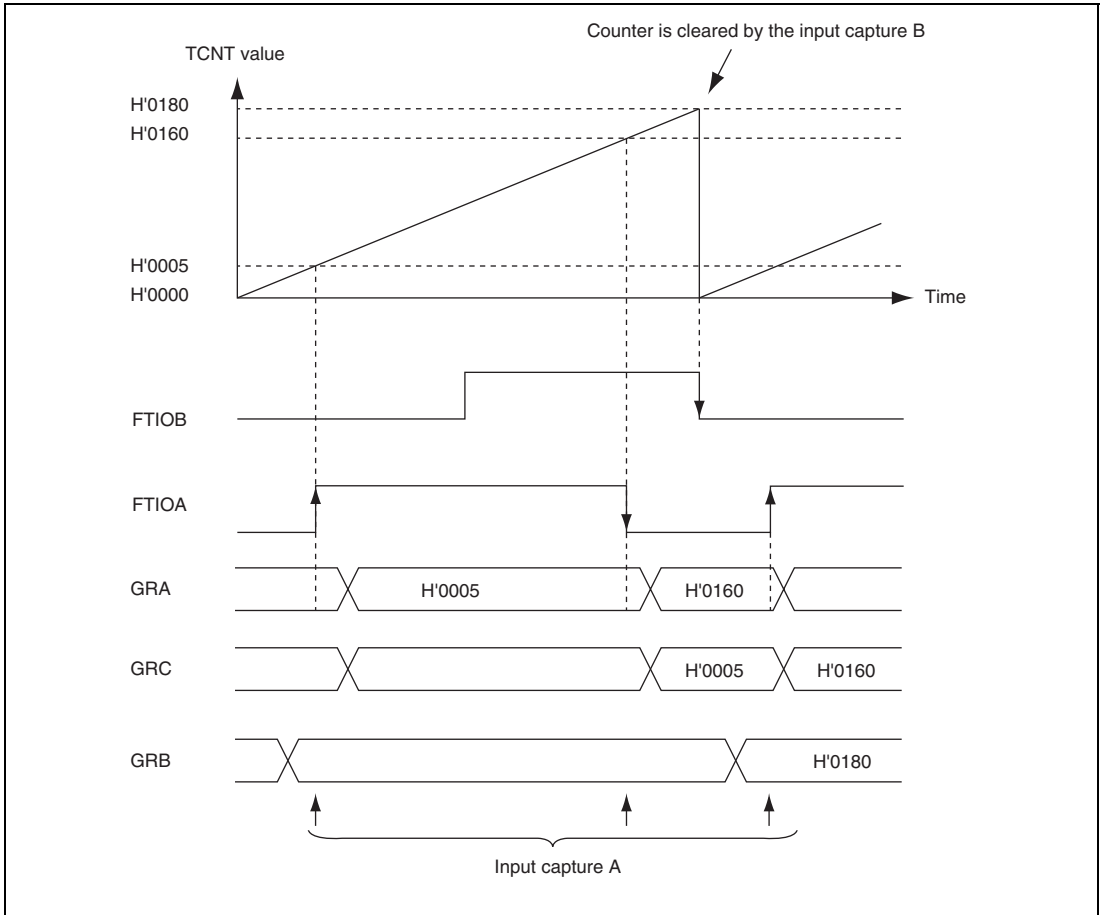 Counter is cleared by the input capture B
TCNT value
H'0180
H'0160
H'0005
H'0000
Time
FTIOB
FTIOA
GRA
H'0005
H'0160
GRC
H'0005
H'0160
GRB
H'0180
Input capture A